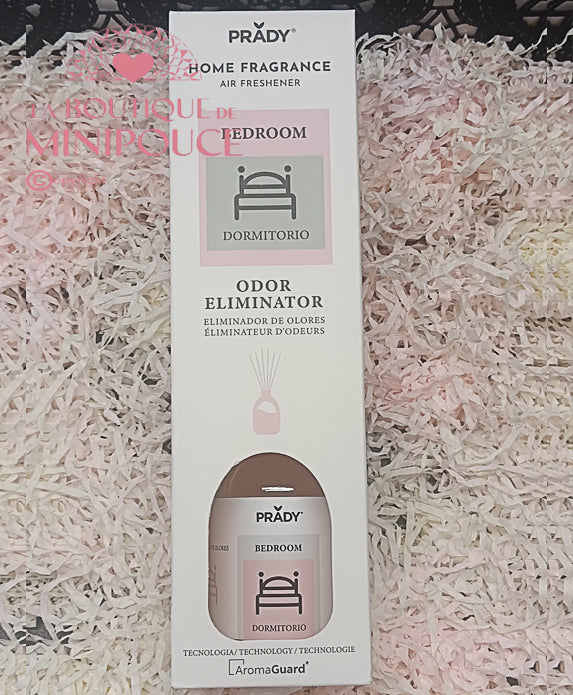 PRADY®
HOME FRAGRANCE
AIR FRESHENER
LA BOUTIQUE DE
MINIPOUCE
©
BEDROOM
DORMITORIO
ODOR
ELIMINATOR
ELIMINADOR DE OLORES
ÉLIMINATEUR D'ODEURS
PRADY
BEDROOM
OLORES
DORMITORIO
TECNOLOGIA/ TECHNOLOGY / TECHNOLOGIE
AromaGuard